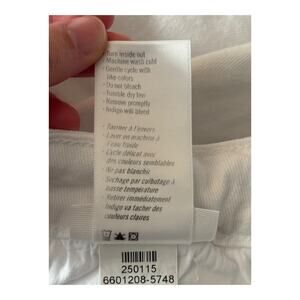 • Turn inside out
• Machine wash cold
• Gentle cycle with
like colors
• Do not bleach
• Tumble dry low
• Remove promptly
• Indigo will bleed
à l'envers
• Laver en machine à
l'eau froide
• Cycle délicat avec
des couleurs semblables
pas blanchir
• Séchage par culbutage à
basse température
• Retirer immédiatement
Indigo va tacher des
couleurs claires
250115
6601208-5748